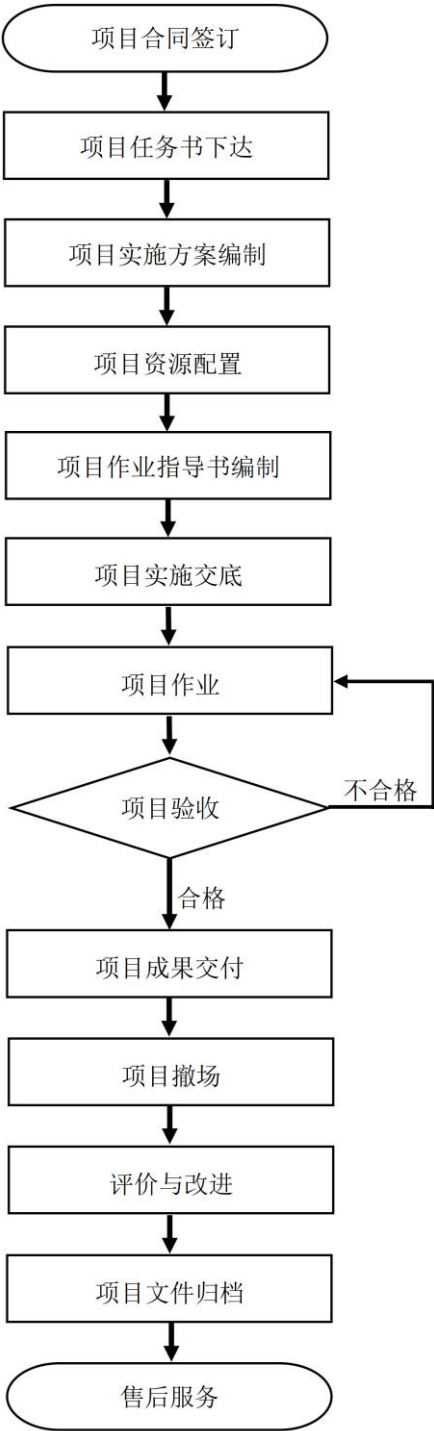 项目合同签订
项目任务书下达
项目实施方案编制
项目资源配置
项目作业指导书编制
项目实施交底
项目作业
项目验收
不合格
合格
项目成果交付
项目撤场
评价与改进
项目文件归档
售后服务